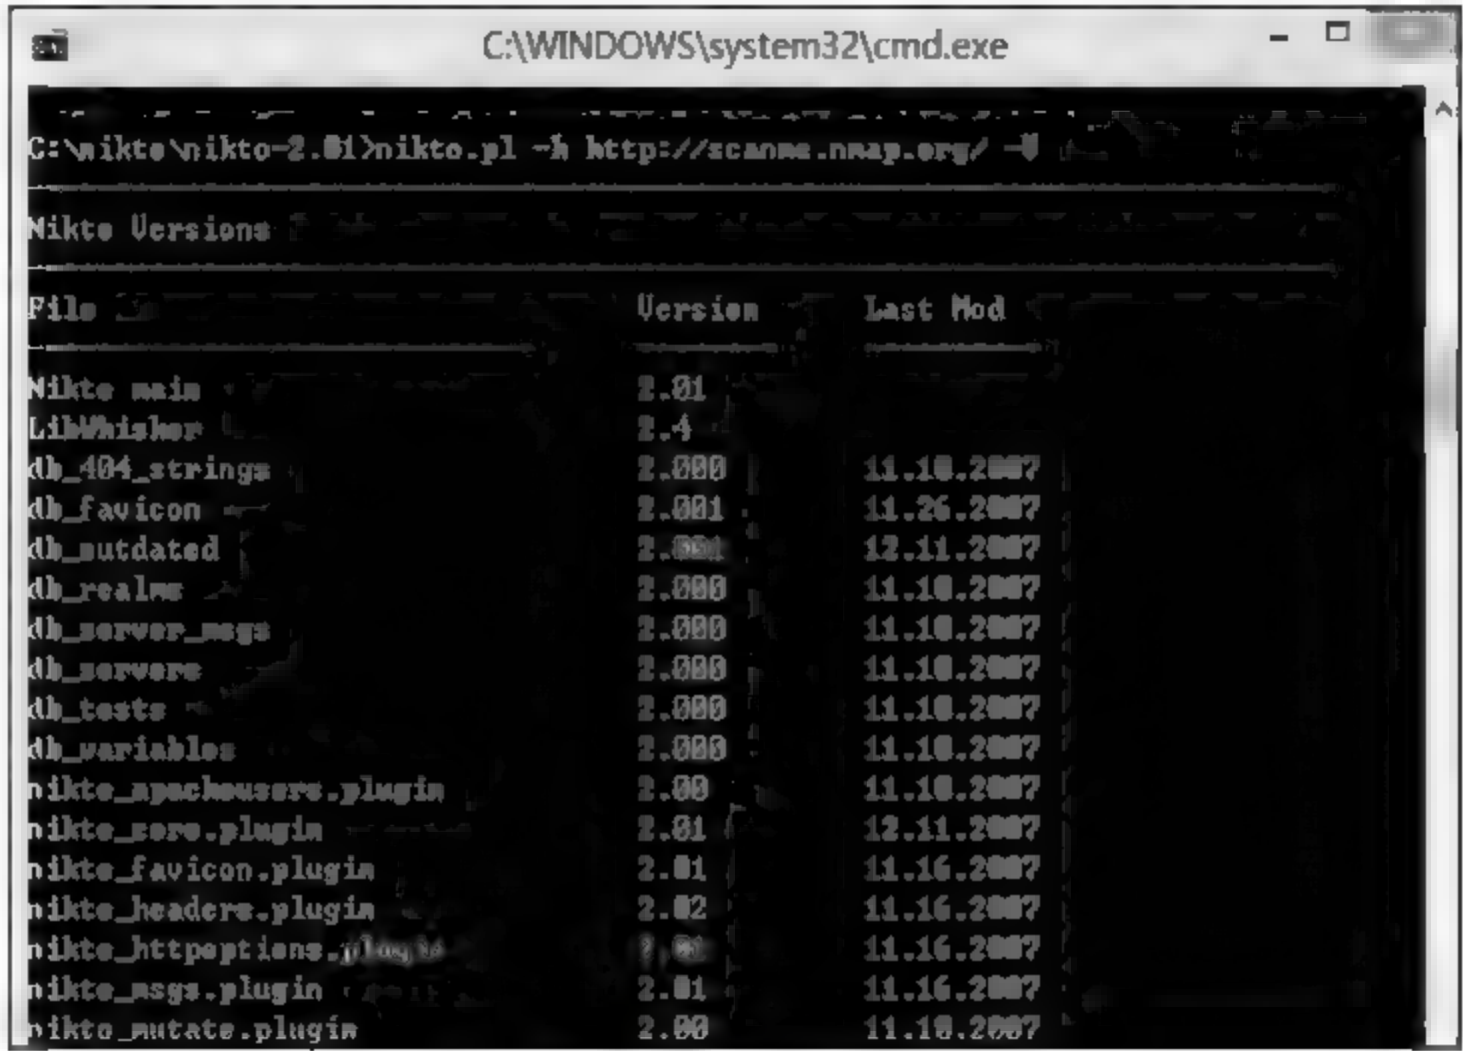 C:\WINDOWS\system32\cmd.exe
C:\nikto\nikto-2.01>nikto.pl -h http://scanme.nmap.org/ -V
Nikto Versions
File Version Last Mod
Nikto main 2.01
LibWhisker 2.4
db_404_strings 2.000 11.10.2007
db_favicon 2.001 11.26.2007
db_outdated 2.001 12.11.2007
db_realms 2.000 11.10.2007
db_server_msgs 2.000 11.10.2007
db_servers 2.000 11.10.2007
db_tests 2.000 11.10.2007
db_variables 2.000 11.10.2007
nikto_apacheusers.plugin 2.00 11.10.2007
nikto_core.plugin 2.01 12.11.2007
nikto_favicon.plugin 2.01 11.16.2007
nikto_headers.plugin 2.02 11.16.2007
nikto_httpoptions.plugin 2.01 11.16.2007
nikto_msgs.plugin 2.01 11.16.2007
nikto_mutate.plugin 2.00 11.10.2007